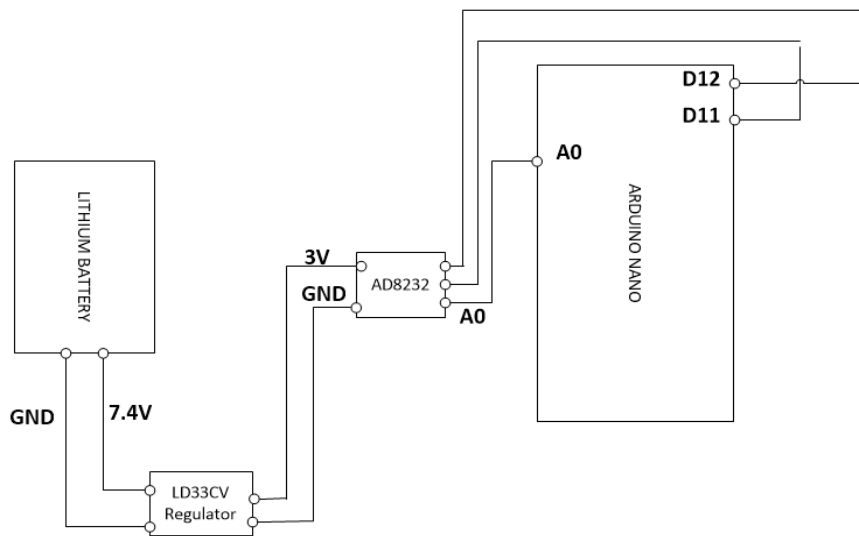 D12
D11
A0
ARDUINO NANO
LITHIUM BATTERY
3V
GND
AD8232
A0
GND
7.4V
LD33CV
Regulator